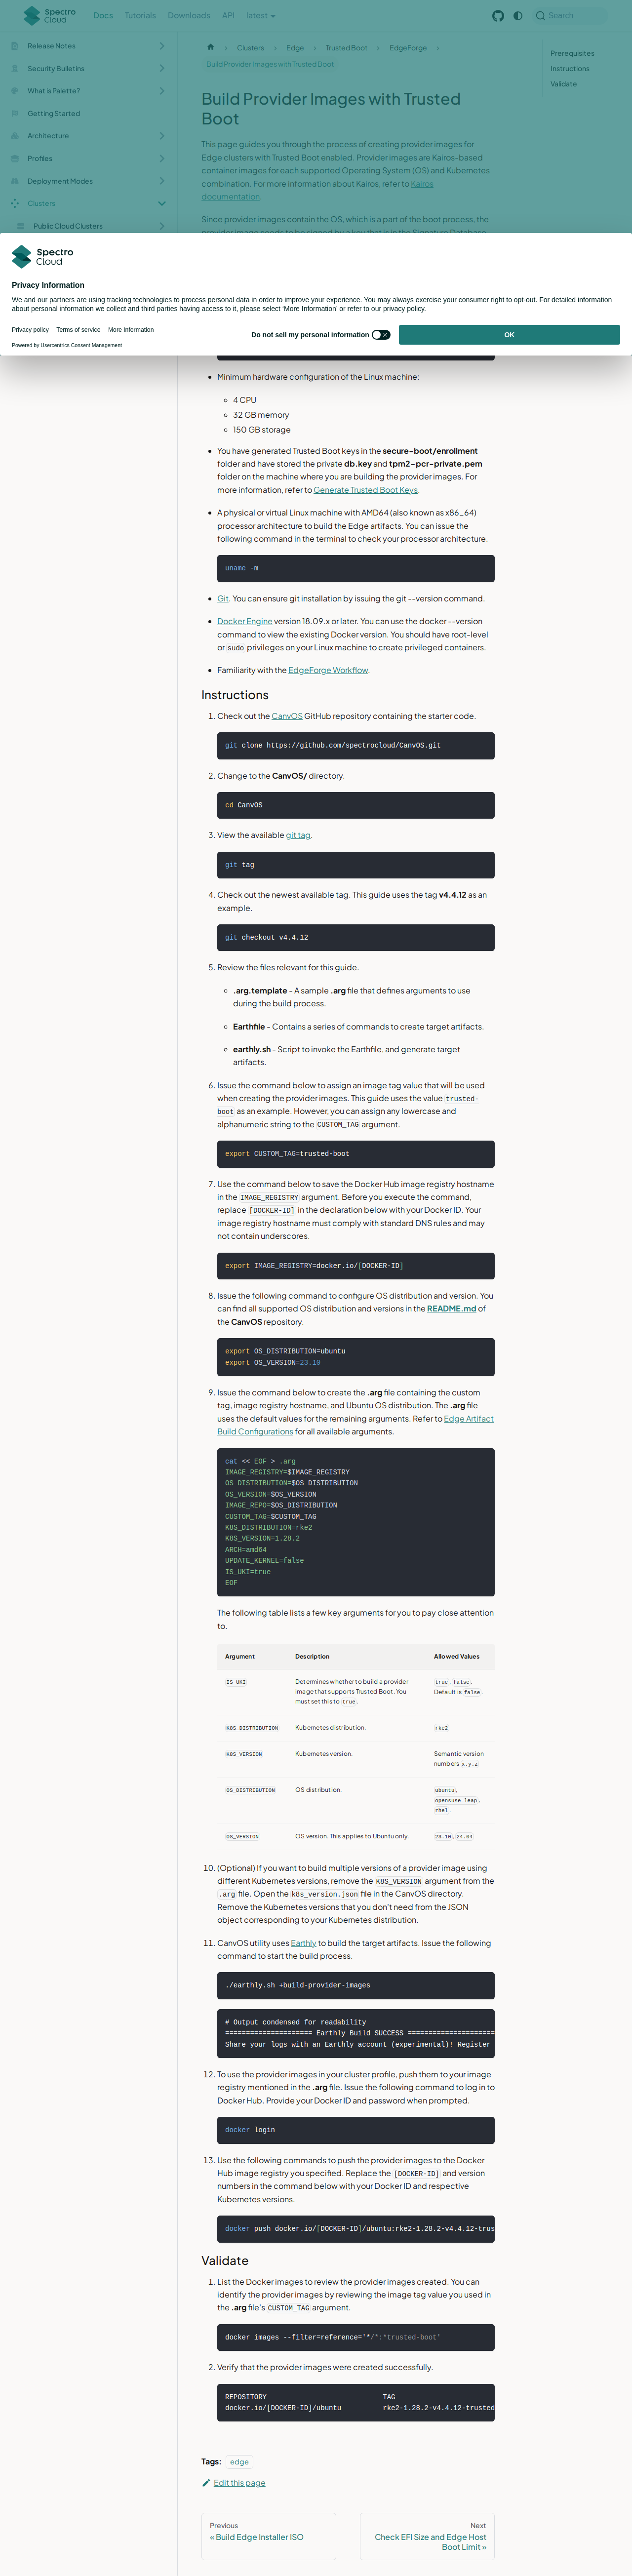 Spectro Cloud
Docs
Tutorials
Downloads
API
latest
Search
Release Notes
Security Bulletins
What is Palette?
Getting Started
Architecture
Profiles
Deployment Modes
Clusters
Public Cloud Clusters
Clusters
Edge
Trusted Boot
EdgeForge
Build Provider Images with Trusted Boot
Prerequisites
Instructions
Validate
Build Provider Images with Trusted
Boot
This page guides you through the process of creating provider images for
Edge clusters with Trusted Boot enabled. Provider images are Kairos-based
container images for each supported Operating System (OS) and Kubernetes
combination. For more information about Kairos, refer to Kairos
documentation.
Since provider images contain the OS, which is a part of the boot process, the
provider image needs to be signed by a key that is in the Signature Database
Spectro
Cloud
Privacy Information
We and our partners are using tracking technologies to process personal data in order to improve your experience. You may always exercise your consumer right to opt-out. For detailed information
about personal information we collect and third parties having access to it, please select 'More Information' or refer to our privacy policy.
Privacy policy Terms of service More Information
Do not sell my personal information
OK
Powered by Usercentrics Consent Management
Minimum hardware configuration of the Linux machine:
4 CPU
32 GB memory
150 GB storage
You have generated Trusted Boot keys in the secure-boot/enrollment
folder and have stored the private db.key and tpm2-pcr-private.pem
folder on the machine where you are building the provider images. For
more information, refer to Generate Trusted Boot Keys.
A physical or virtual Linux machine with AMD64 (also known as x86_64)
processor architecture to build the Edge artifacts. You can issue the
following command in the terminal to check your processor architecture.
uname -m
Git. You can ensure git installation by issuing the git --version command.
Docker Engine version 18.09.x or later. You can use the docker --version
command to view the existing Docker version. You should have root-level
or sudo privileges on your Linux machine to create privileged containers.
Familiarity with the EdgeForge Workflow.
Instructions
1. Check out the CanvOS GitHub repository containing the starter code.
git clone https://github.com/spectrocloud/CanvOS.git
2. Change to the CanvOS/ directory.
cd CanvOS
3. View the available git tag.
git tag
4. Check out the newest available tag. This guide uses the tag v4.4.12 as an
example.
git checkout v4.4.12
5. Review the files relevant for this guide.
.arg.template - A sample .arg file that defines arguments to use
during the build process.
Earthfile - Contains a series of commands to create target artifacts.
earthly.sh - Script to invoke the Earthfile, and generate target
artifacts.
6. Issue the command below to assign an image tag value that will be used
when creating the provider images. This guide uses the value trusted-
boot as an example. However, you can assign any lowercase and
alphanumeric string to the CUSTOM_TAG argument.
export CUSTOM_TAG=trusted-boot
7. Use the command below to save the Docker Hub image registry hostname
in the IMAGE_REGISTRY argument. Before you execute the command,
replace [DOCKER-ID] in the declaration below with your Docker ID. Your
image registry hostname must comply with standard DNS rules and may
not contain underscores.
export IMAGE_REGISTRY=docker.io/[DOCKER-ID]
8. Issue the following command to configure OS distribution and version. You
can find all supported OS distribution and versions in the README.md of
the CanvOS repository.
export OS_DISTRIBUTION=ubuntu
export OS_VERSION=23.10
9. Issue the command below to create the .arg file containing the custom
tag, image registry hostname, and Ubuntu OS distribution. The .arg file
uses the default values for the remaining arguments. Refer to Edge Artifact
Build Configurations for all available arguments.
cat << EOF > .arg
IMAGE_REGISTRY=$IMAGE_REGISTRY
OS_DISTRIBUTION=$OS_DISTRIBUTION
OS_VERSION=$OS_VERSION
IMAGE_REPO=$OS_DISTRIBUTION
CUSTOM_TAG=$CUSTOM_TAG
K8S_DISTRIBUTION=rke2
K8S_VERSION=1.28.2
ARCH=amd64
UPDATE_KERNEL=false
IS_UKI=true
EOF
The following table lists a few key arguments for you to pay close attention
to.
Argument Description Allowed Values
IS_UKI Determines whether to build a provider image that supports Trusted Boot. You must set this to true. true, false. Default is false.
K8S_DISTRIBUTION Kubernetes distribution. rke2
K8S_VERSION Kubernetes version. Semantic version numbers x.y.z
OS_DISTRIBUTION OS distribution. ubuntu, opensuse-leap, rhel.
OS_VERSION OS version. This applies to Ubuntu only. 23.10, 24.04
10. (Optional) If you want to build multiple versions of a provider image using
different Kubernetes versions, remove the K8S_VERSION argument from the
.arg file. Open the k8s_version.json file in the CanvOS directory.
Remove the Kubernetes versions that you don't need from the JSON
object corresponding to your Kubernetes distribution.
11. CanvOS utility uses Earthly to build the target artifacts. Issue the following
command to start the build process.
./earthly.sh +build-provider-images
# Output condensed for readability
===================== Earthly Build SUCCESS =====================
Share your logs with an Earthly account (experimental)! Register
12. To use the provider images in your cluster profile, push them to your image
registry mentioned in the .arg file. Issue the following command to log in to
Docker Hub. Provide your Docker ID and password when prompted.
docker login
13. Use the following commands to push the provider images to the Docker
Hub image registry you specified. Replace the [DOCKER-ID] and version
numbers in the command below with your Docker ID and respective
Kubernetes versions.
docker push docker.io/[DOCKER-ID]/ubuntu:rke2-1.28.2-v4.4.12-trus
Validate
1. List the Docker images to review the provider images created. You can
identify the provider images by reviewing the image tag value you used in
the .arg file's CUSTOM_TAG argument.
docker images --filter=reference='*/*:*trusted-boot'
2. Verify that the provider images were created successfully.
REPOSITORY TAG
docker.io/[DOCKER-ID]/ubuntu rke2-1.28.2-v4.4.12-trusted
Tags: edge
Edit this page
Previous
« Build Edge Installer ISO
Next
Check EFI Size and Edge Host
Boot Limit »